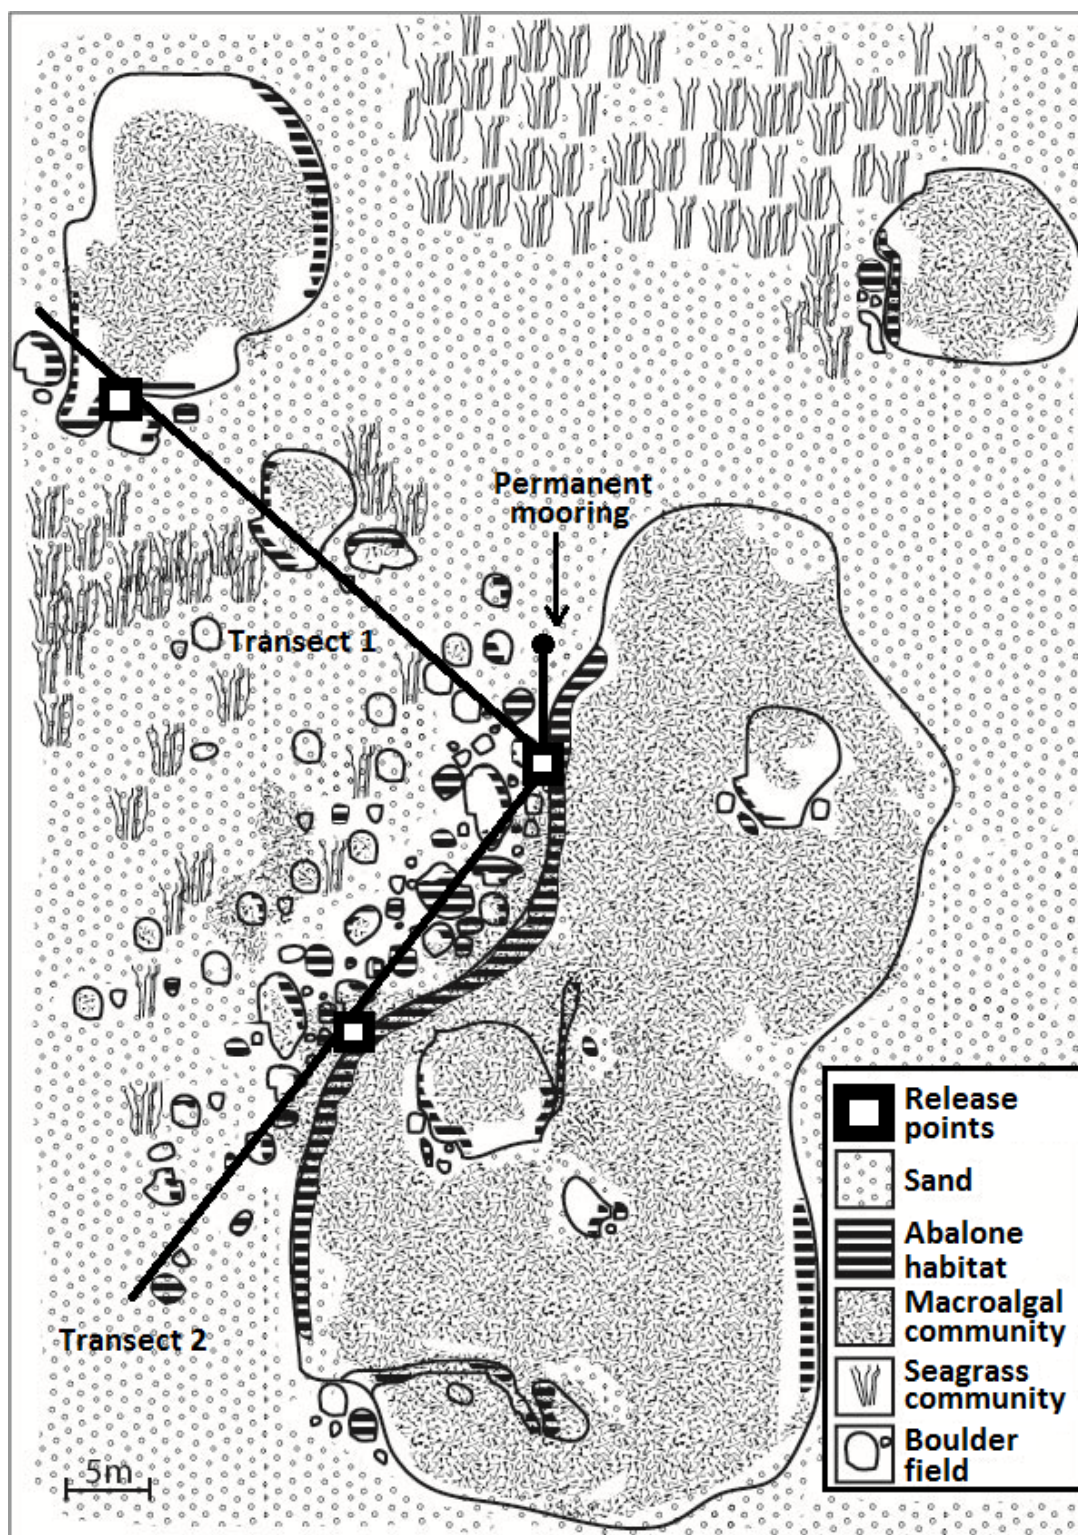 Permanent
mooring
Transect 1
Transect 2
5m
Release
points
Sand
Abalone
habitat
Macroalgal
community
Seagrass
community
Boulder
field